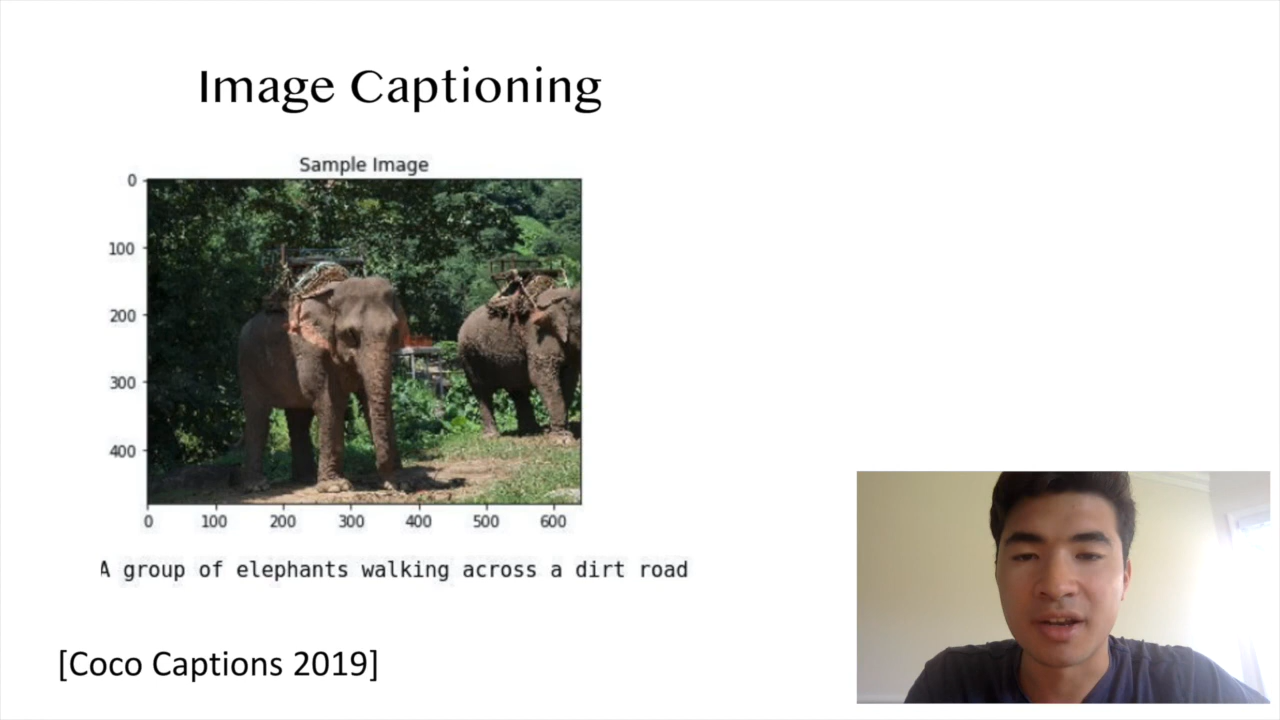 Image Captioning
Sample Image
0
100
200
300
400
0 100 200 300 400 500 600
A group of elephants walking across a dirt road
[Coco Captions 2019]